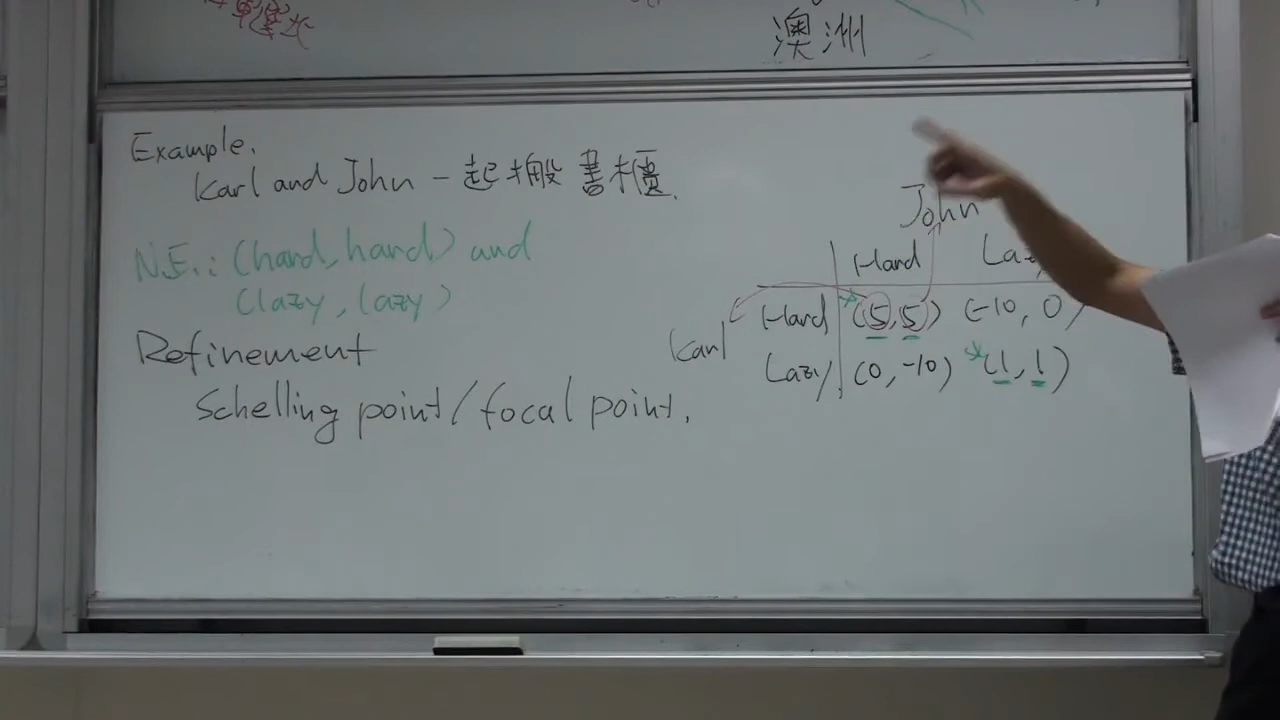 澳洲
Example.
Karl and John 一起搬書櫃.
N.E.: (hard, hard) and
(lazy, lazy)
Refinement
Schelling point/focal point.
John
Hard Laz
Karl
Hard (5, 5) (-10, 0)
Lazy (0, -10) *(1, 1)